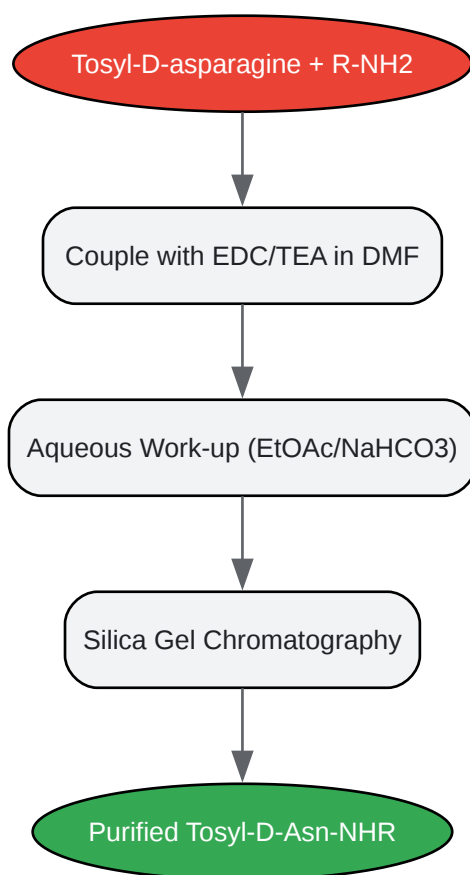 Tosyl-D-asparagine + R-NH2
Couple with EDC/TEA in DMF
Aqueous Work-up (EtOAc/NaHCO3)
Silica Gel Chromatography
Purified Tosyl-D-Asn-NHR